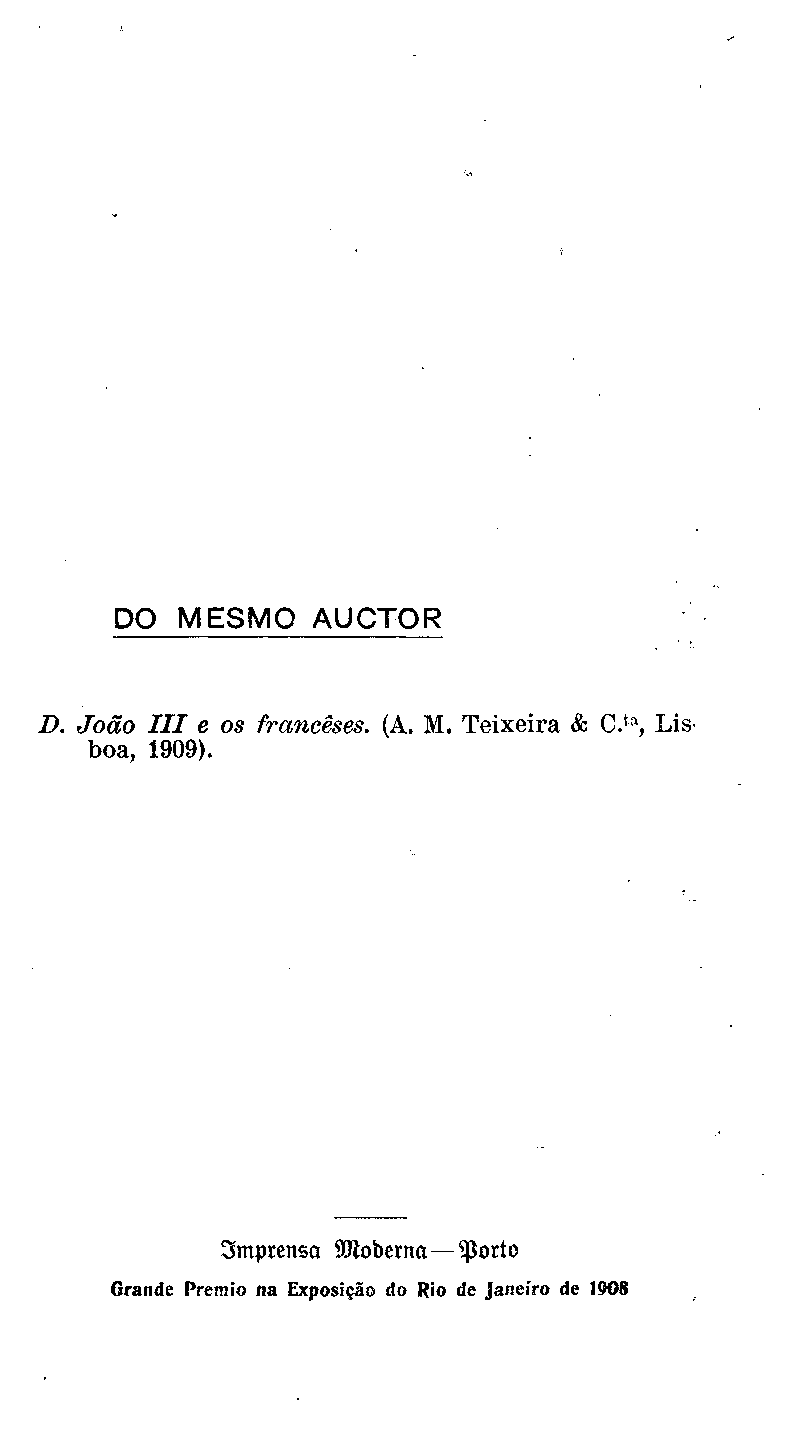 DO MESMO AUCTOR
D. João III e os francêses. (A. M. Teixeira & C.ta, Lis-
boa, 1909).
Imprensa Moderna—Porto
Grande Premio na Exposição do Rio de Janeiro de 1908